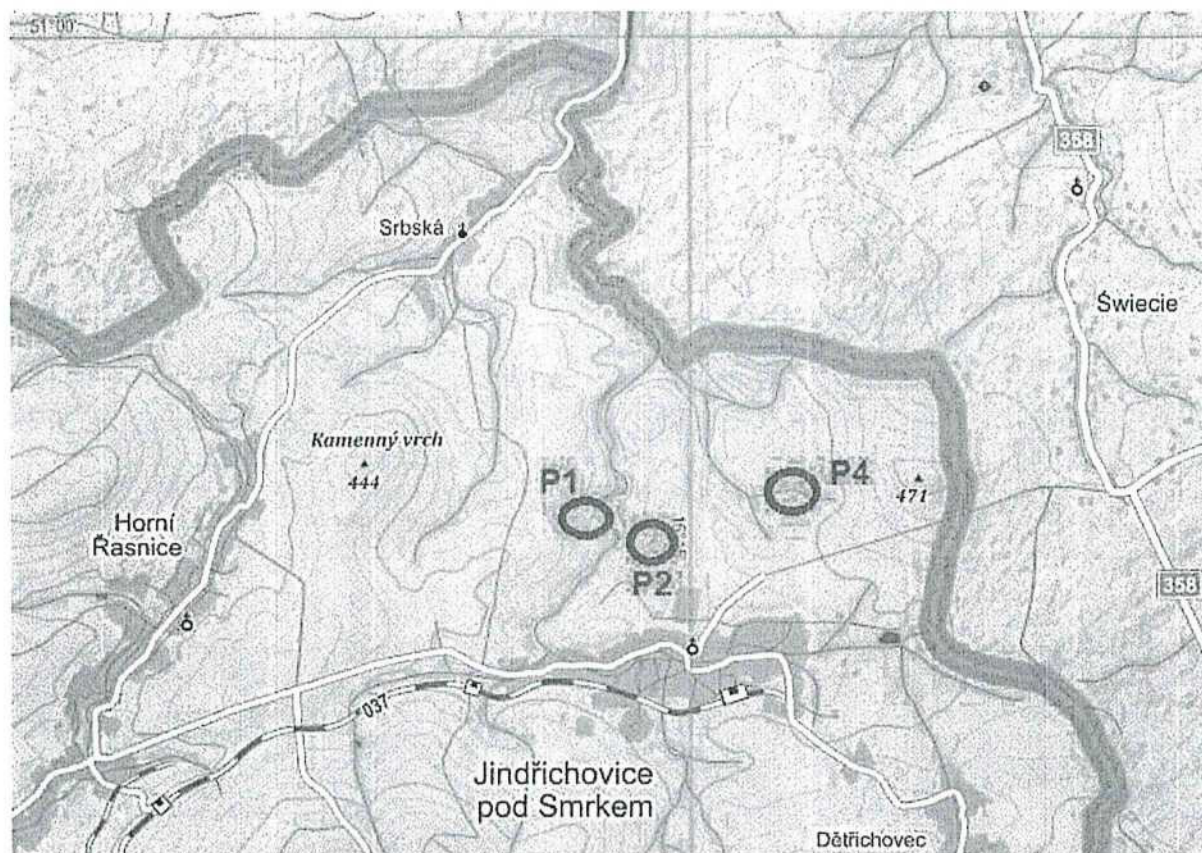 51°00'
358
Srbská
Świecie
Kamenný vrch
444
P1
P4
471
Horní
Řasnice
P2
358
037
Jindřichovice
pod Smrkem
Dětřichovec